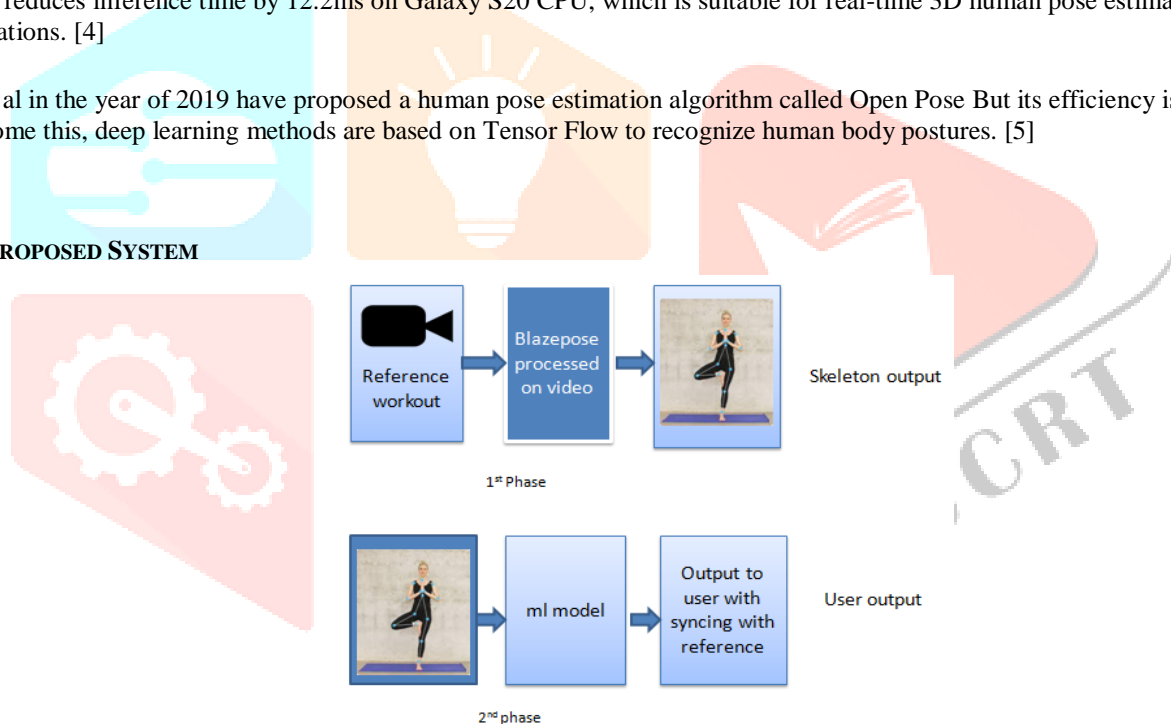 reduces inference time by 12.2ms on Galaxy S20 CPU, which is suitable for real-time 3D human pose
ations. [4]
al in the year of 2019 have proposed a human pose estimation algorithm called Open Pose But its efficiency is
ome this, deep learning methods are based on Tensor Flow to recognize human body postures. [5]
ROPOSED SYSTEM
Reference
workout
Blazepose
processed
on video
Skeleton output
1st Phase
CRT
ml model
Output to
user with
syncing with
reference
User output
2nd phase